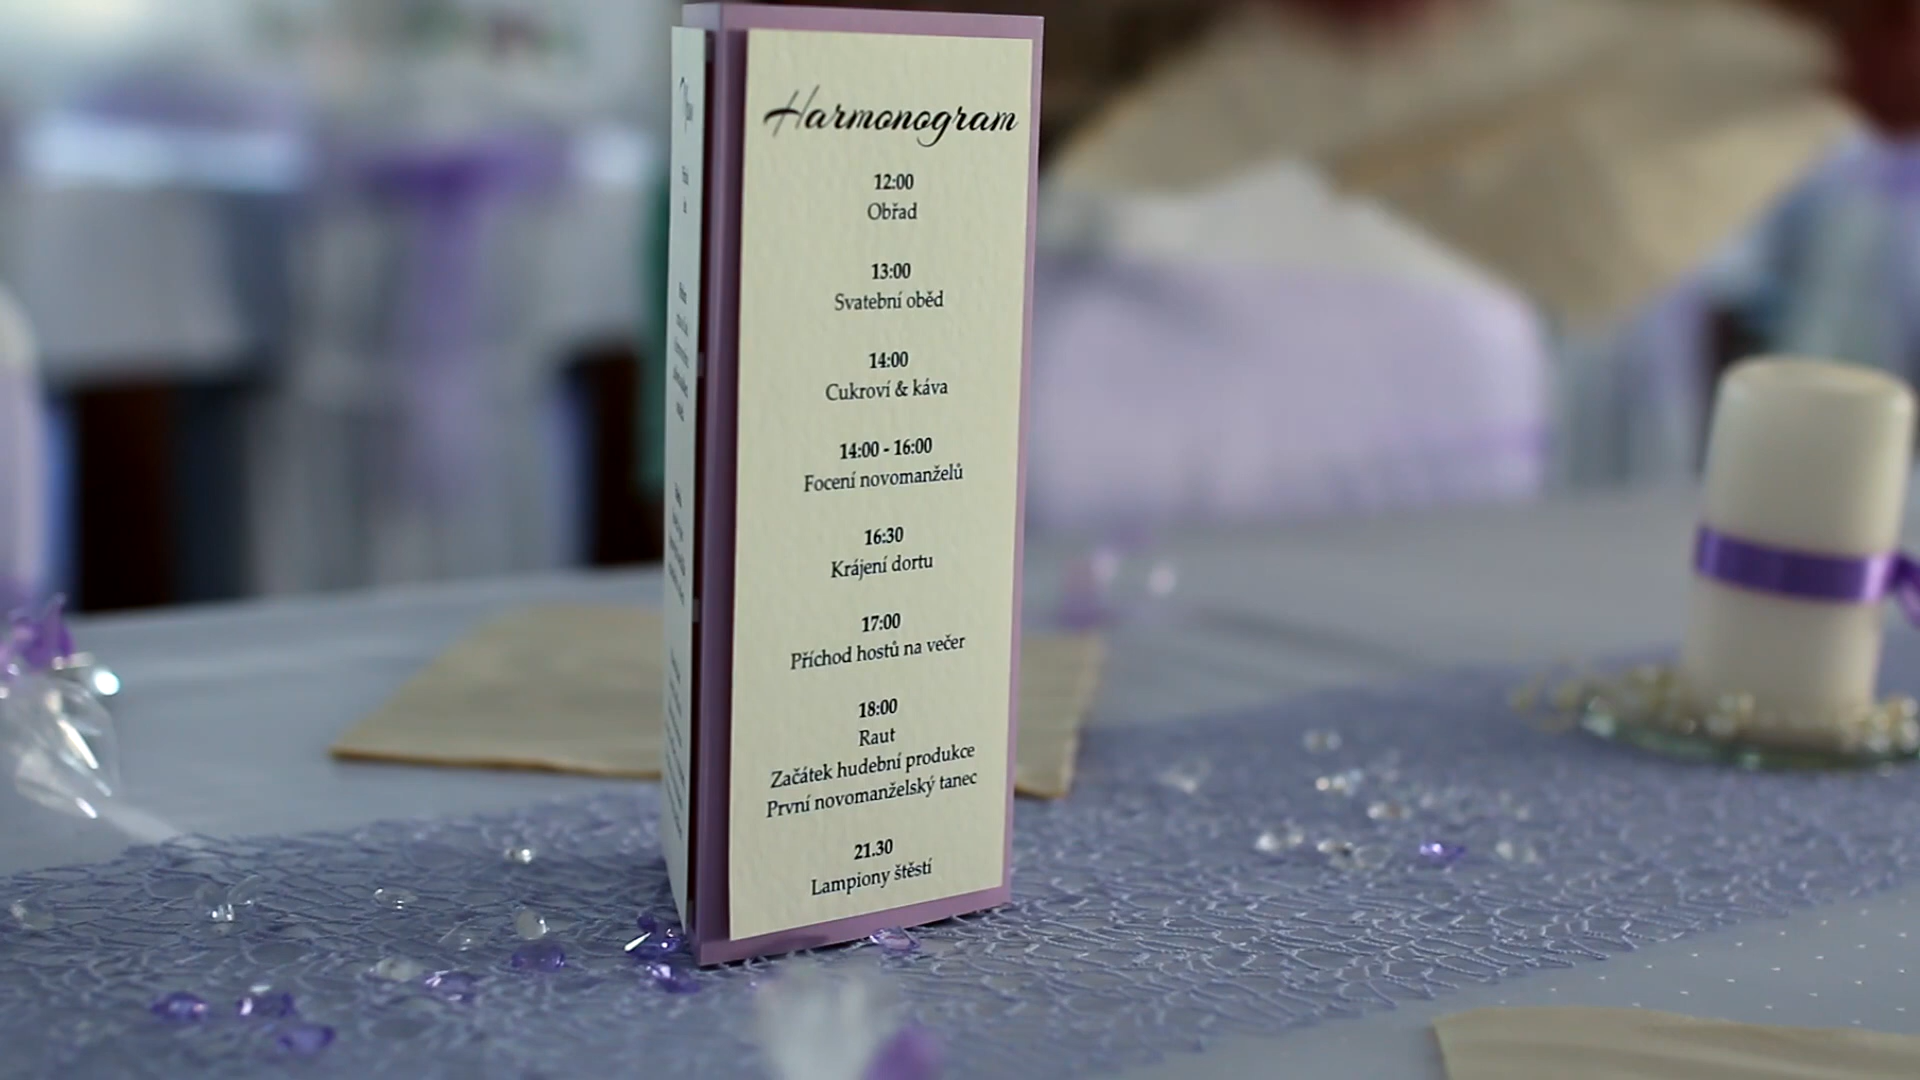 Harmonogram
12:00
Obřad
13:00
Svatební oběd
14:00
Cukroví & káva
14:00 - 16:00
Focení novomanželů
16:30
Krájení dortu
17:00
Příchod hostů na večer
18:00
Raut
Začátek hudební produkce
První novomanželský tanec
21.30
Lampiony štěstí